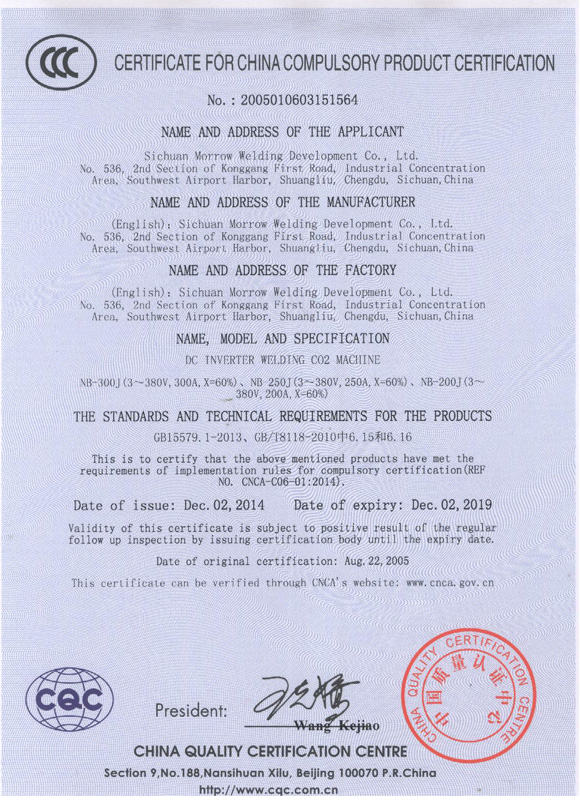 CCC
CERTIFICATE FOR CHINA COMPULSORY PRODUCT CERTIFICATION
No. : 2005010603151564
NAME AND ADDRESS OF THE APPLICANT
Sichuan Morrow Welding Development Co., Ltd.
No. 536, 2nd Section of Konggang First Road, Industrial Concentration
Area, Southwest Airport Harbor, Shuangliu, Chengdu, Sichuan,China
NAME AND ADDRESS OF THE MANUFACTURER
(English): Sichuan Morrow Welding Development Co., Ltd.
No. 536, 2nd Section of Konggang First Road, Industrial Concentration
Area, Southwest Airport Harbor, Shuangliu, Chengdu, Sichuan,China
NAME AND ADDRESS OF THE FACTORY
(English): Sichuan Morrow Welding Development Co., Ltd.
No. 536, 2nd Section of Konggang First Road, Industrial Concentration
Area, Southwest Airport Harbor, Shuangliu, Chengdu, Sichuan,China
NAME, MODEL AND SPECIFICATION
DC INVERTER WELDING CO2 MACHINE
NB-300J(3~380V, 300A, X=60%)、NB-250J(3~380V, 250A, X=60%)、NB-200J(3~
380V, 200A, X=60%)
THE STANDARDS AND TECHNICAL REQUIREMENTS FOR THE PRODUCTS
GB15579.1-2013、GB/T8118-2010中6.15和6.16
This is to certify that the above mentioned products have met the
requirements of implementation rules for compulsory certification(REF
NO. CNCA-C06-01:2014).
Date of issue: Dec. 02, 2014 Date of expiry: Dec. 02, 2019
Validity of this certificate is subject to positive result of the regular
follow up inspection by issuing certification body until the expiry date.
Date of original certification: Aug. 22, 2005
This certificate can be verified through CNCA's website: www.cnca.gov.cn
CHINA QUALITY CERTIFICATION CENTRE
中国质量认证中心
CQC
President:
Wang Kejiao
CHINA QUALITY CERTIFICATION CENTRE
Section 9,No.188,Nansihuan Xilu, Beijing 100070 P.R.China
http://www.cqc.com.cn